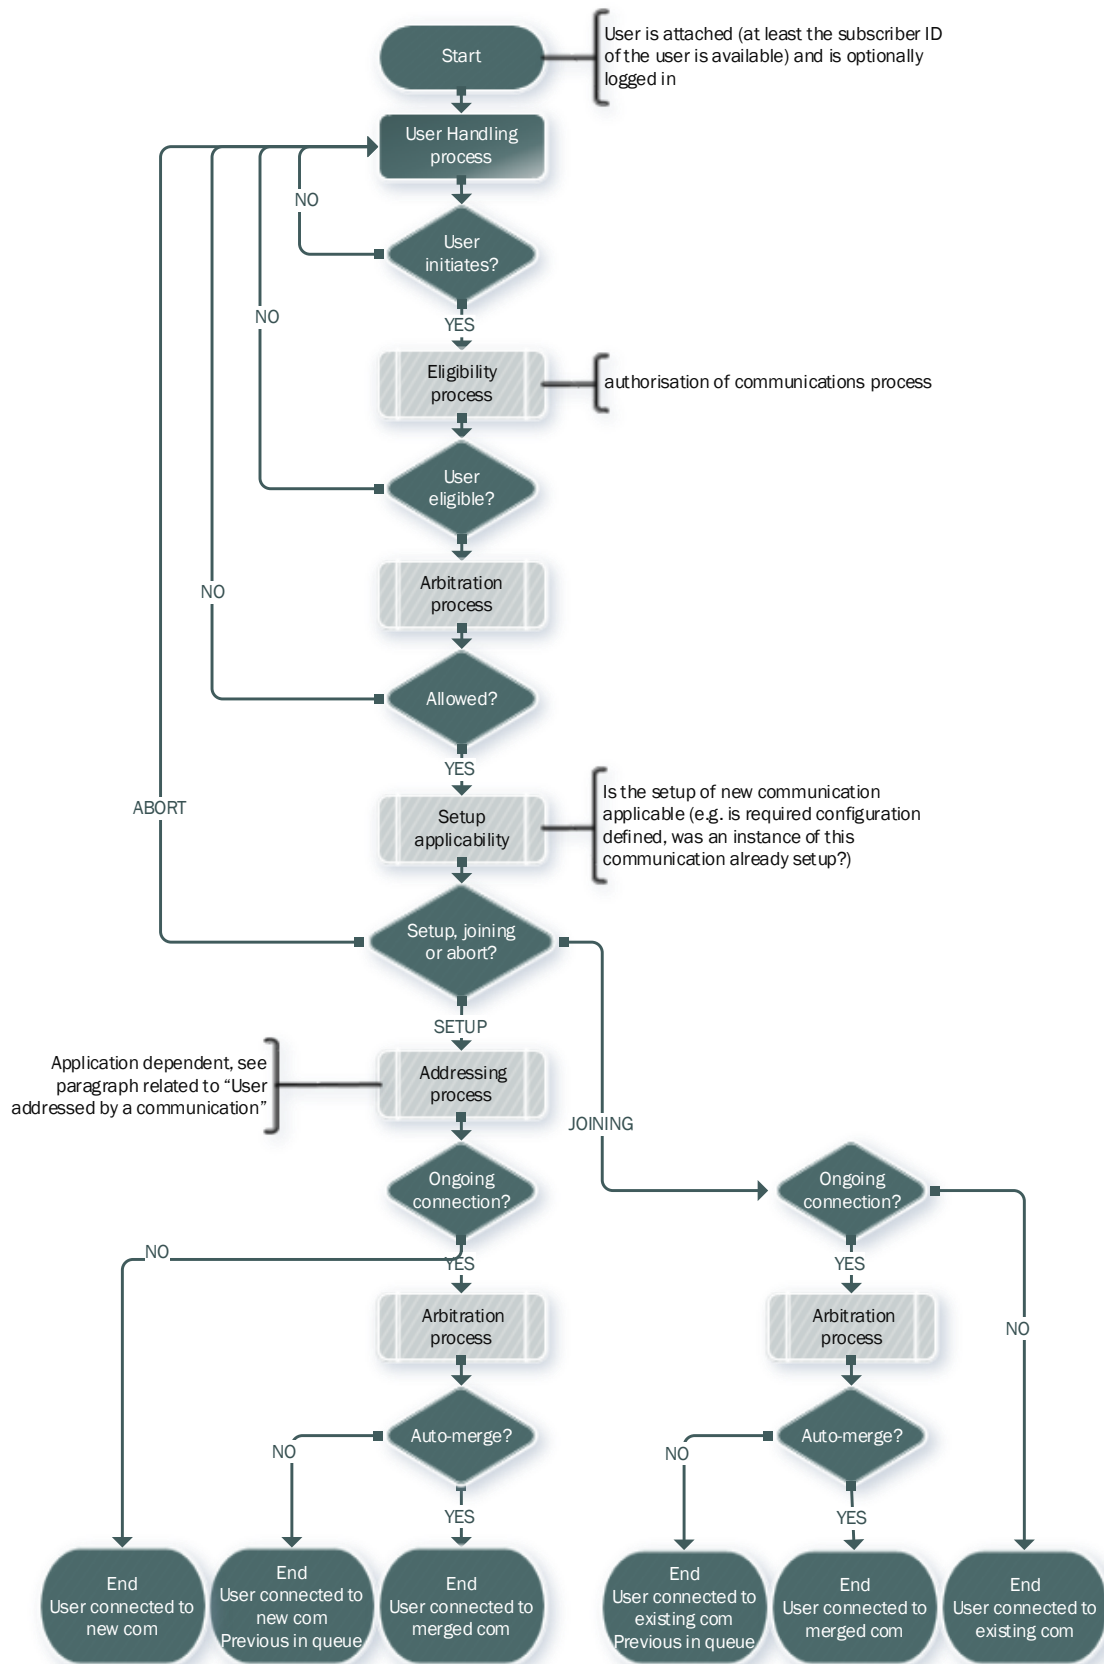 Start
User is attached (at least the subscriber ID
of the user is available) and is optionally
logged in
User Handling
process
NO
User
initiates?
NO
YES
Eligibility
process
authorisation of communications process
User
eligible?
Arbitration
process
NO
Allowed?
YES
ABORT
Setup
applicability
Is the setup of new communication
applicable (e.g. is required configuration
defined, was an instance of this
communication already setup?)
Setup, joining
or abort?
SETUP
Application dependent, see
paragraph related to “User
addressed by a communication”
Addressing
process
JOINING
Ongoing
connection?
Ongoing
connection?
NO
YES
YES
Arbitration
process
Arbitration
process
NO
Auto-merge?
Auto-merge?
NO
NO
YES
YES
End
User connected to
new com
End
User connected to
new com
Previous in queue
End
User connected to
merged com
End
User connected to
existing com
Previous in queue
End
User connected to
merged com
End
User connected to
existing com